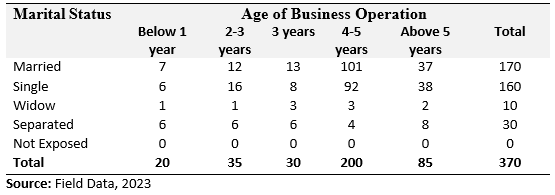 Marital Status Age of Business Operation
Below 1 year 2-3 years 3 years 4-5 years Above 5 years Total
Married 7 12 13 101 37 170
Single 6 16 8 92 38 160
Widow 1 1 3 3 2 10
Separated 6 6 6 4 8 30
Not Exposed 0 0 0 0 0 0
Total 20 35 30 200 85 370
Source: Field Data, 2023